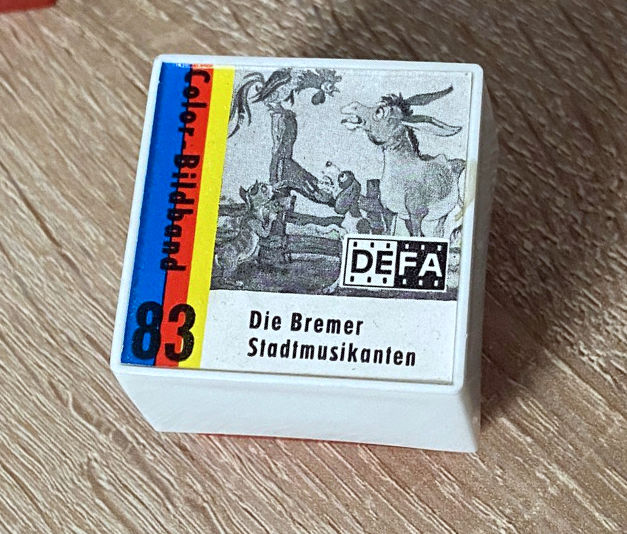 Color-Bildband
83
DEFA
Die Bremer
Stadtmusikanten